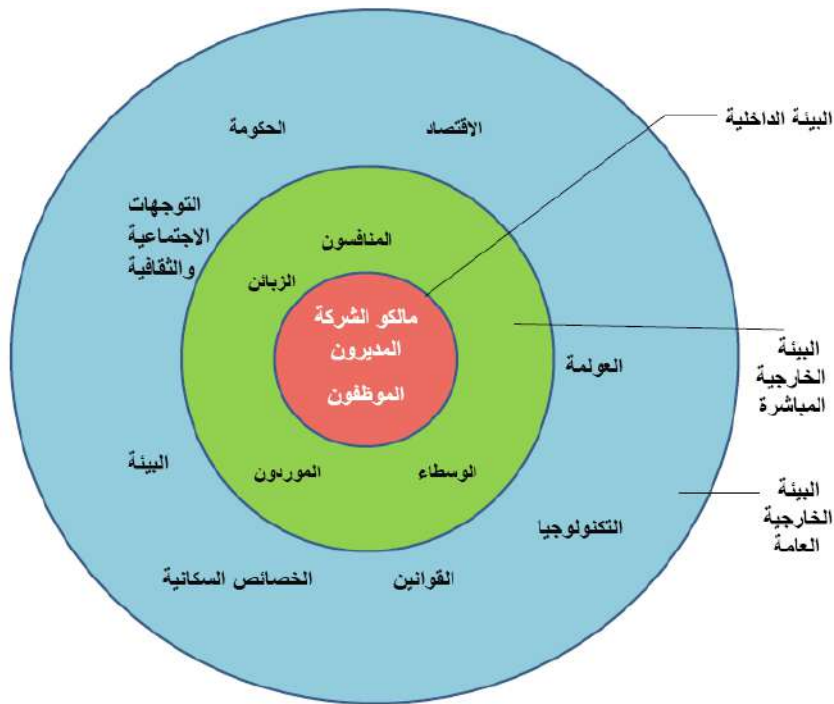 الاقتصاد
الحكومة
البيئة الداخلية
التوجهات
الاجتماعية
والثقافية
المنافسون
الزبائن
مالكو الشركة
المديرون
الموظفون
البيئة
الخارجية
المباشرة
العولمة
البيئة
الموردون
الوسطاء
البيئة
الخارجية
العامة
التكنولوجيا
القوانين
الخصائص السكانية